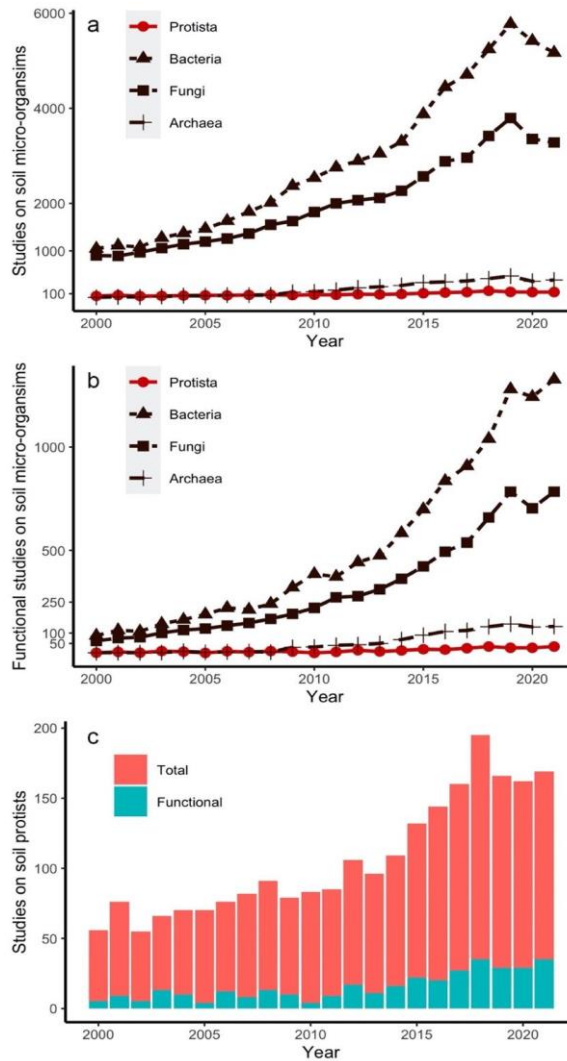 a
Protista
Bacteria
Fungi
Archaea
6000
4000
2000
1000
100
Studies on soil micro-organsims
2000 2005 2010 2015 2020
Year
b
Protista
Bacteria
Fungi
Archaea
1000
500
250
100
50
Functional studies on soil micro-organsims
2000 2005 2010 2015 2020
Year
c
Total
Functional
200
150
100
50
0
Studies on soil protists
2000 2005 2010 2015 2020
Year